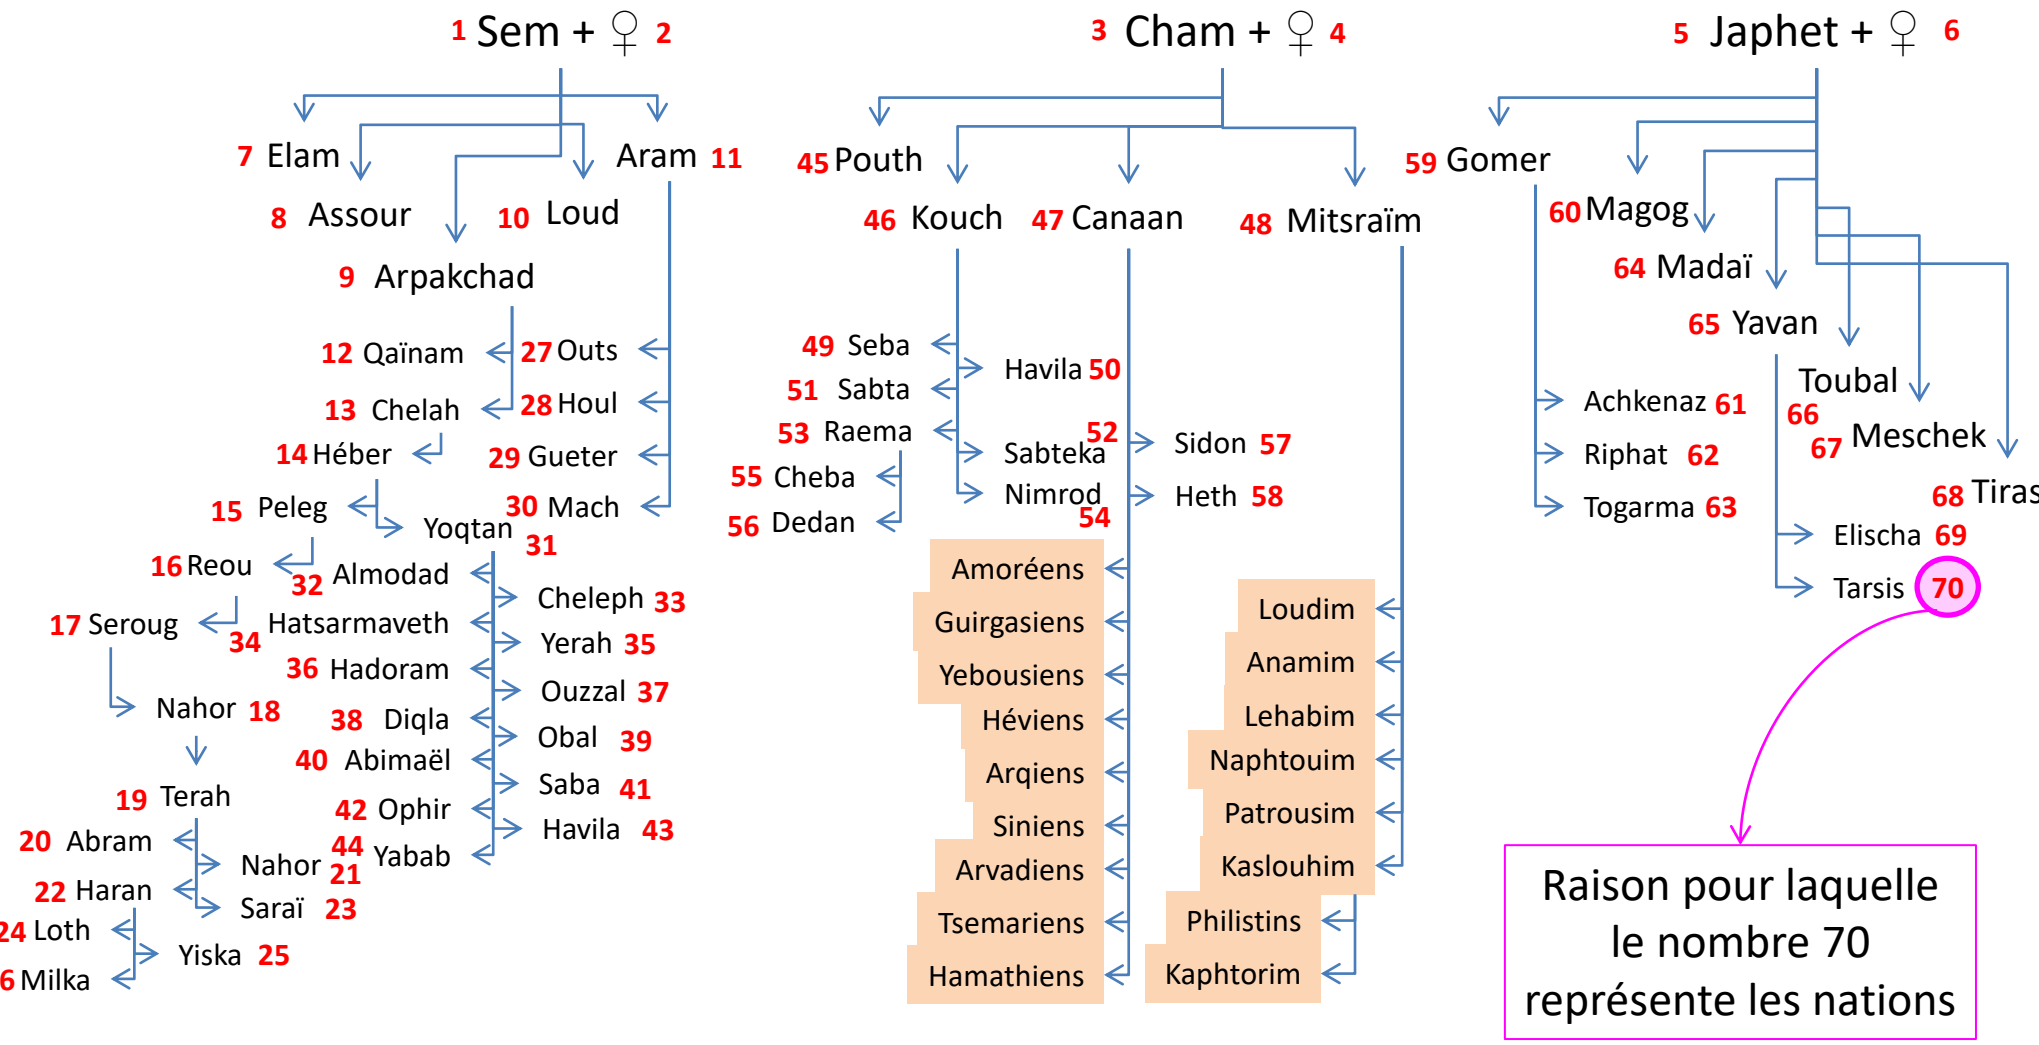 1 Sem + ♀ 2
3 Cham + ♀ 4
5 Japhet + ♀ 6
7 Elam
Aram 11
8 Assour
10 Loud
9 Arpakchad
12 Qaïnam
27 Outs
13 Chelah
28 Houl
14 Héber
29 Gueter
15 Peleg
30 Mach
Yoqtan 31
16 Reou
32 Almodad
Cheleph 33
17 Seroug
34 Hatsarmaveth
Yerah 35
36 Hadoram
Ouzzal 37
Nahor 18
38 Diqla
Obal 39
40 Abimaël
Saba 41
19 Terah
42 Ophir
Havila 43
20 Abram
44 Yabab
Nahor 21
22 Haran
Saraï 23
24 Loth
Yiska 25
6 Milka
45 Pouth
46 Kouch
47 Canaan
48 Mitsraïm
49 Seba
Havila 50
51 Sabta
53 Raema
52 Sabteka
55 Cheba
Nimrod 54
56 Dedan
Sidon 57
Heth 58
Amoréens
Guirgasiens
Yebousiens
Héviens
Arqiens
Siniens
Arvadiens
Tsemariens
Hamathiens
Loudim
Anamim
Lehabim
Naphtouim
Patrousim
Kaslouhim
Philistins
Kaphtorim
59 Gomer
60 Magog
64 Madaï
65 Yavan
Toubal 66
67 Meschek
68 Tiras
Achkenaz 61
Riphat 62
Togarma 63
Elischa 69
Tarsis 70
Raison pour laquelle
le nombre 70
représente les nations